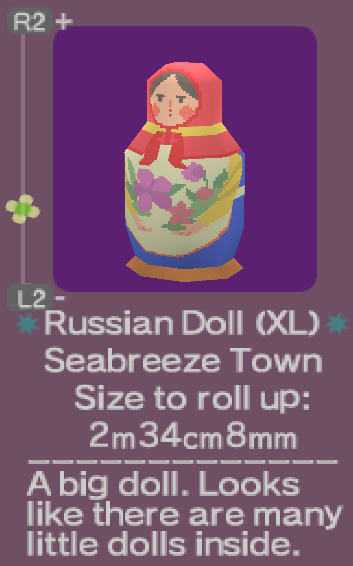 R2 +
L2 -
Russian Doll (XL)
Seabreeze Town
Size to roll up:
2m34cm8mm
A big doll. Looks
like there are many
little dolls inside.